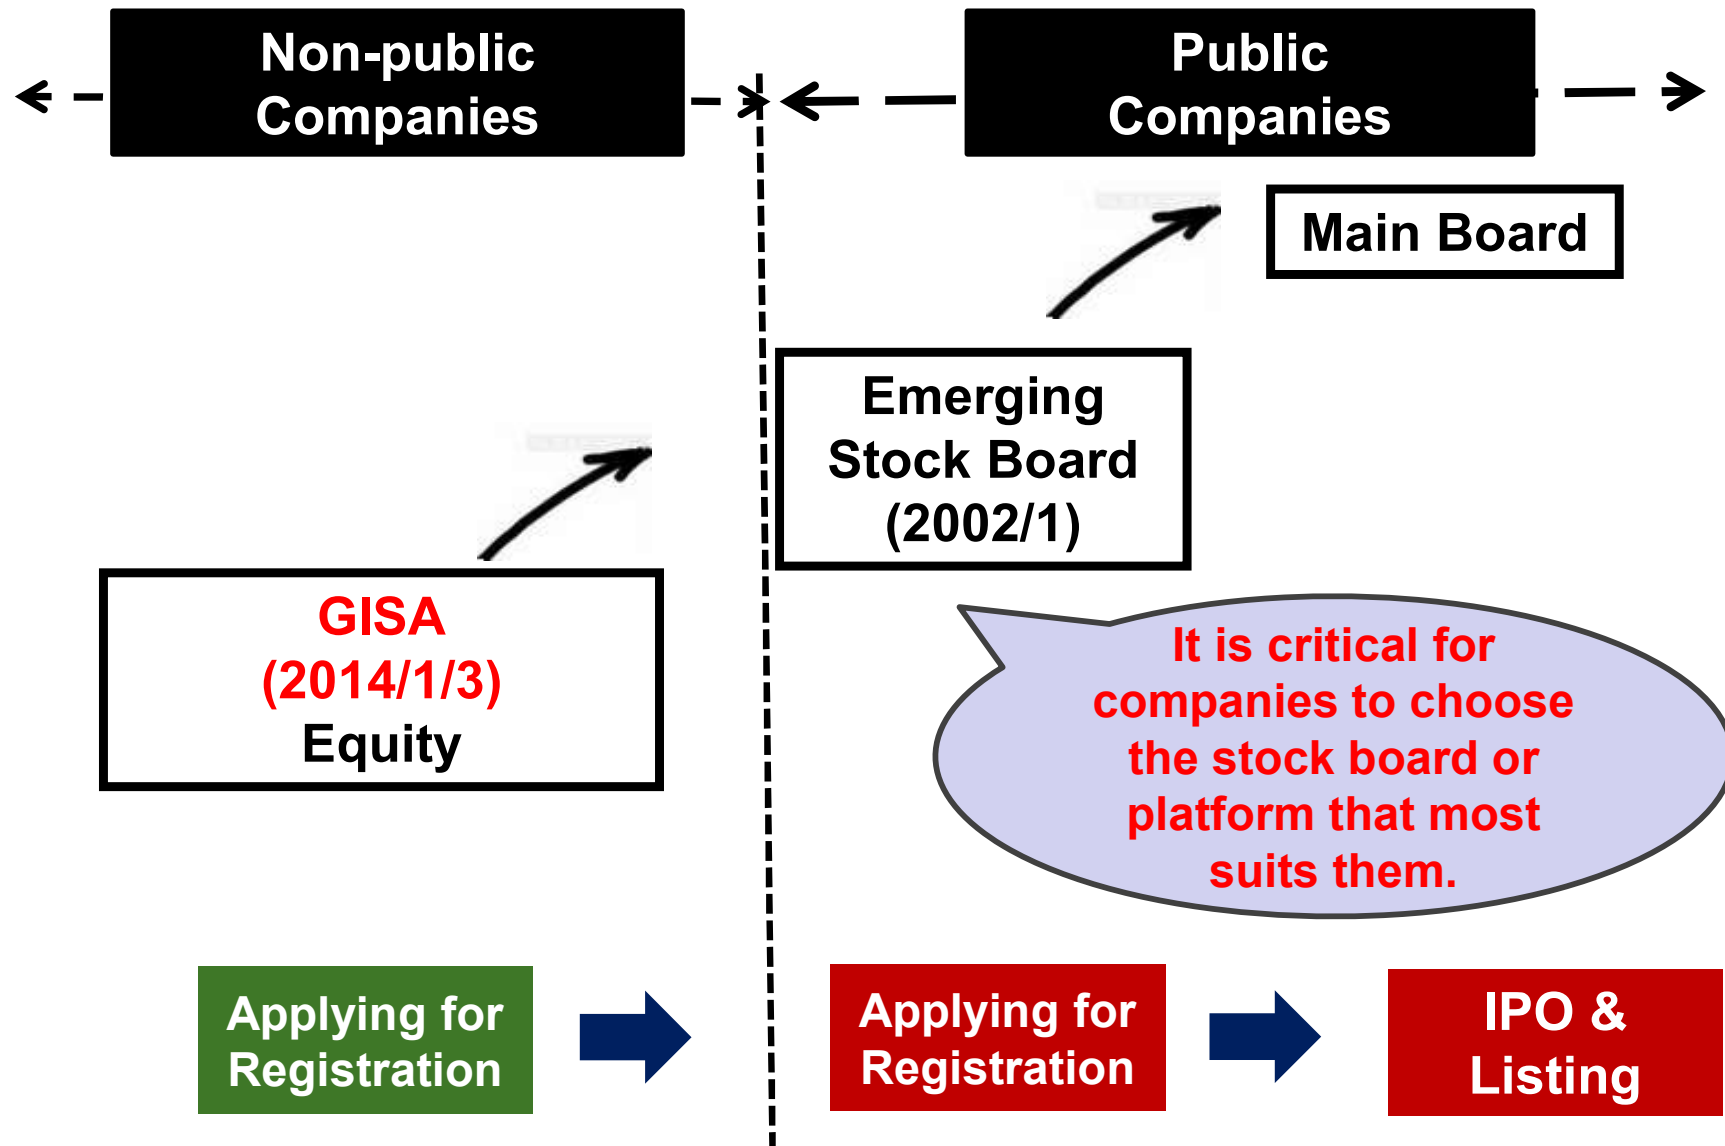 Non-public
Companies
Public
Companies
Main Board
Emerging
Stock Board
(2002/1)
GISA
(2014/1/3)
Equity
It is critical for
companies to choose
the stock board or
platform that most
suits them.
Applying for
Registration
Applying for
Registration
IPO &
Listing